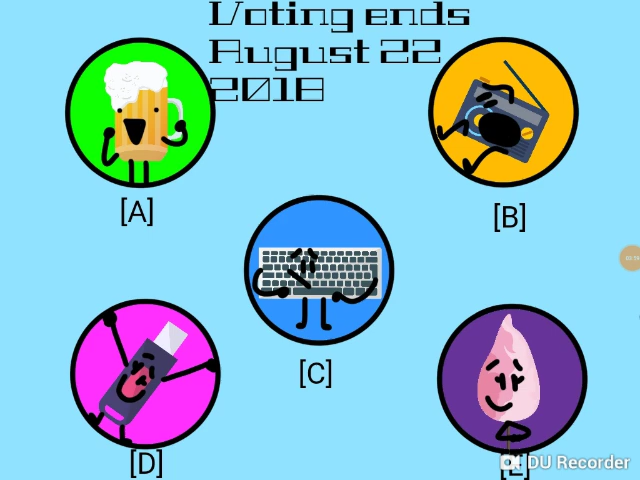 Voting ends
August 22
2018
[A]
[B]
[C]
[D]
[E]
DU Recorder